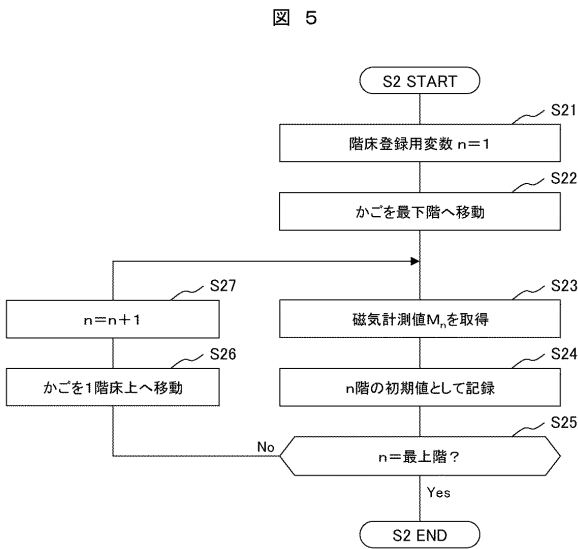 図 5
S2 START
S21
階床登録用変数 n=1
S22
かごを最下階へ移動
S27
n=n+1
S23
磁気計測値Mnを取得
S26
かごを1階床上へ移動
S24
n階の初期値として記録
S25
n=最上階?
No
Yes
S2 END